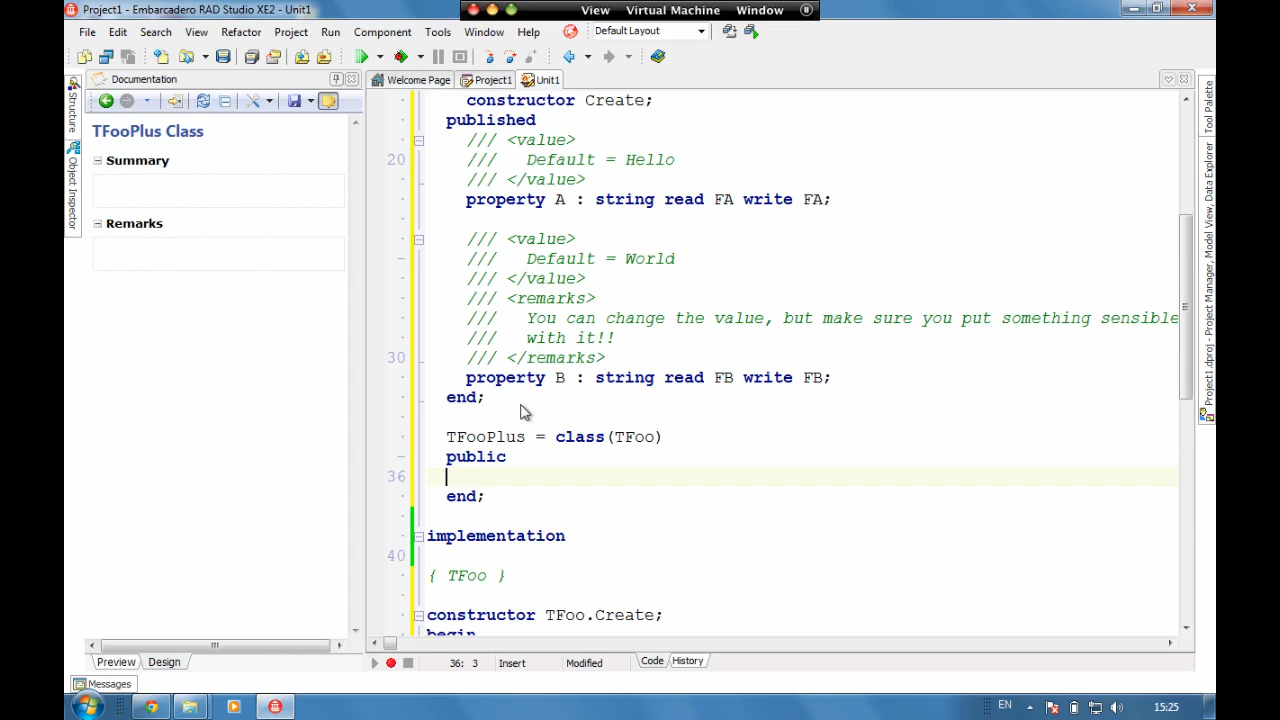 Project1 - Embarcadero RAD Studio XE2 - Unit1
View Virtual Machine Window
File Edit Search View Refactor Project Run Component Tools Window Help
Default Layout
Documentation
Welcome Page Project1 Unit1
Structure
Object Inspector
TFooPlus Class
Summary
Remarks
constructor Create;
published
/// <value>
20 /// Default = Hello
/// </value>
property A : string read FA write FA;
/// <value>
/// Default = World
/// </value>
/// <remarks>
/// You can change the value, but make sure you put something sensible
/// with it!!
30 /// </remarks>
property B : string read FB write FB;
end;
TFooPlus = class(TFoo)
public
36
end;
implementation
40
{ TFoo }
constructor TFoo.Create;
begin
Tool Palette
Project1.dproj - Project Manager, Model View, Data Explorer
Preview Design
36: 3 Insert Modified Code History
Messages
EN 15:25